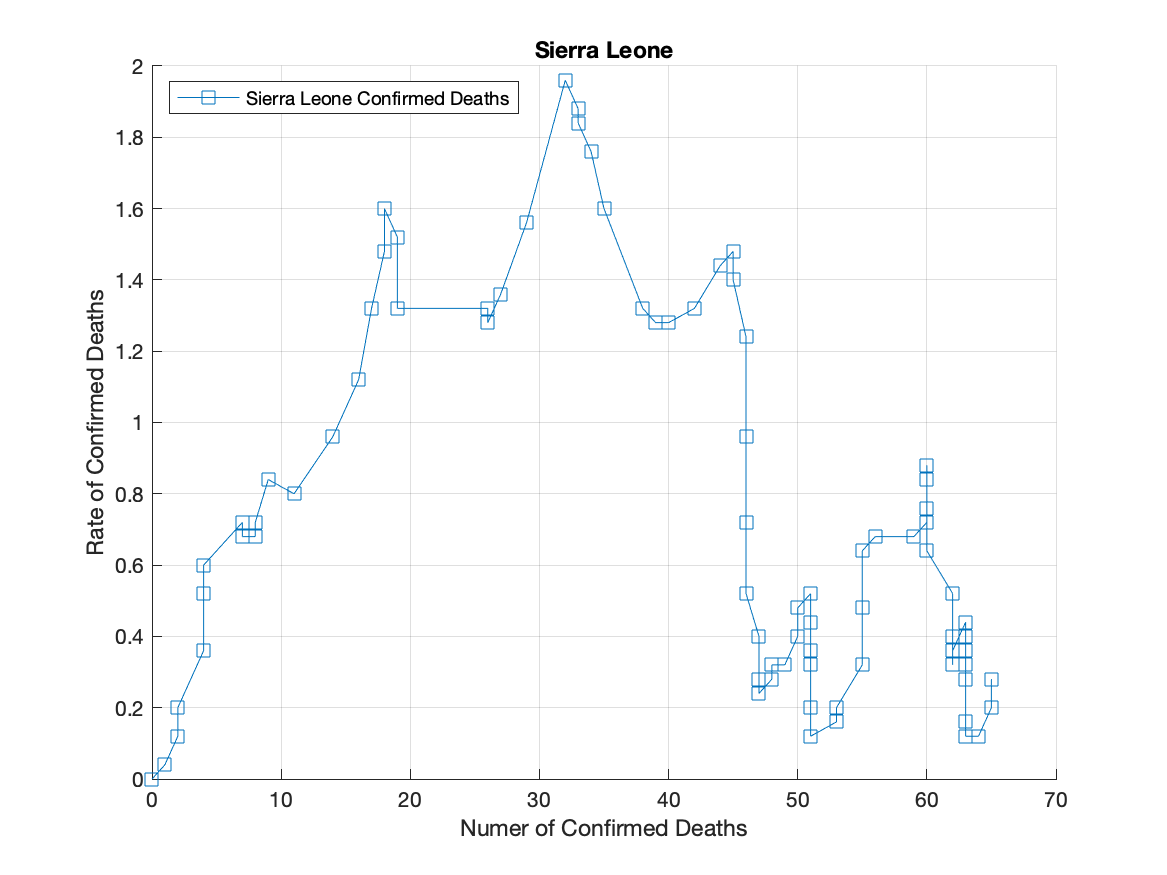 Sierra Leone
Sierra Leone Confirmed Deaths
Rate of Confirmed Deaths
2
1.8
1.6
1.4
1.2
1
0.8
0.6
0.4
0.2
0
0 10 20 30 40 50 60 70
Numer of Confirmed Deaths